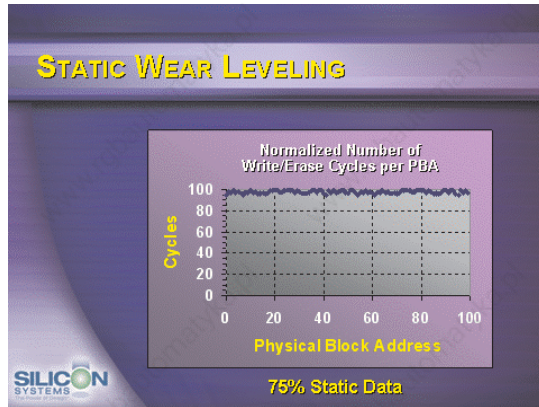 STATIC WEAR LEVELING
Normalized Number of
Write/Erase Cycles per PBA
Cycles
100
80
60
40
20
0
0 20 40 60 80 100
Physical Block Address
75% Static Data
SILICON
SYSTEMS